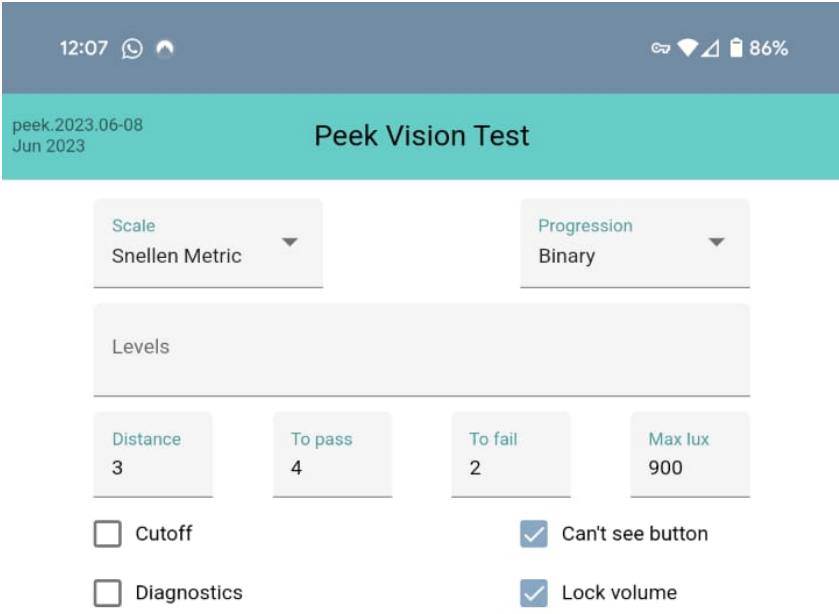 12:07 86%
peek.2023.06-08
Jun 2023
Peek Vision Test
Scale
Snellen Metric
Progression
Binary
Levels
Distance
3
To pass
4
To fail
2
Max lux
900
Cutoff
Can't see button
Diagnostics
Lock volume